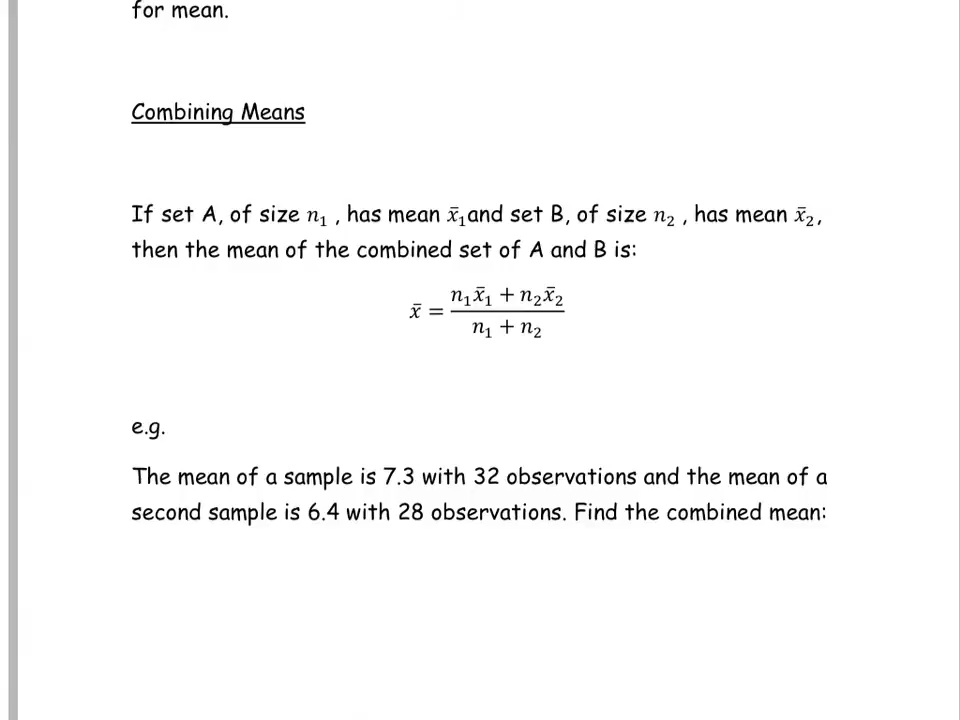 for mean.
Combining Means
If set A, of size n₁ , has mean x̄₁and set B, of size n₂ , has mean x̄₂,
then the mean of the combined set of A and B is:
x̄ = (n₁x̄₁ + n₂x̄₂)/(n₁ + n₂)
e.g.
The mean of a sample is 7.3 with 32 observations and the mean of a
second sample is 6.4 with 28 observations. Find the combined mean: